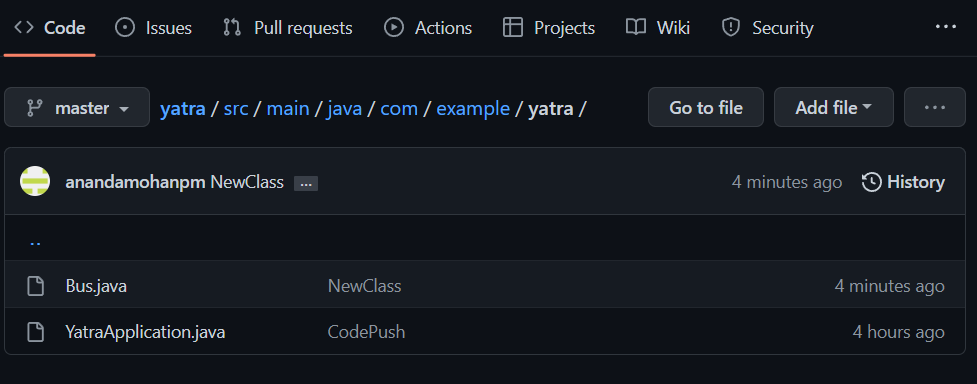 Code Issues Pull requests Actions Projects Wiki Security ...
master yatra / src / main / java / com / example / yatra / Go to file Add file ...
anandamohanpm NewClass ... 4 minutes ago History
..
Bus.java NewClass 4 minutes ago
YatraApplication.java CodePush 4 hours ago